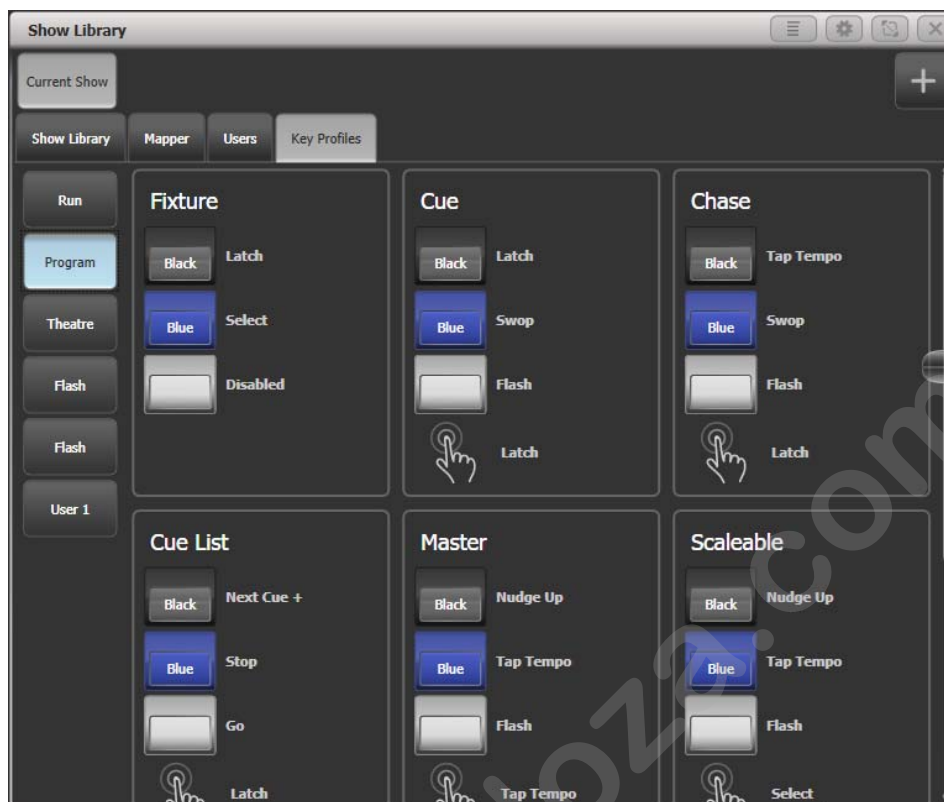 Show Library
Current Show
Show Library Mapper Users Key Profiles
Run
Program
Theatre
Flash
Flash
User 1
Fixture
Black Latch
Blue Select
Disabled
Cue
Black Latch
Blue Swop
Flash
Latch
Chase
Black Tap Tempo
Blue Swop
Flash
Latch
Cue List
Black Next Cue +
Blue Stop
Go
Latch
Master
Black Nudge Up
Blue Tap Tempo
Flash
Tap Tempo
Scaleable
Black Nudge Up
Blue Tap Tempo
Flash
Select